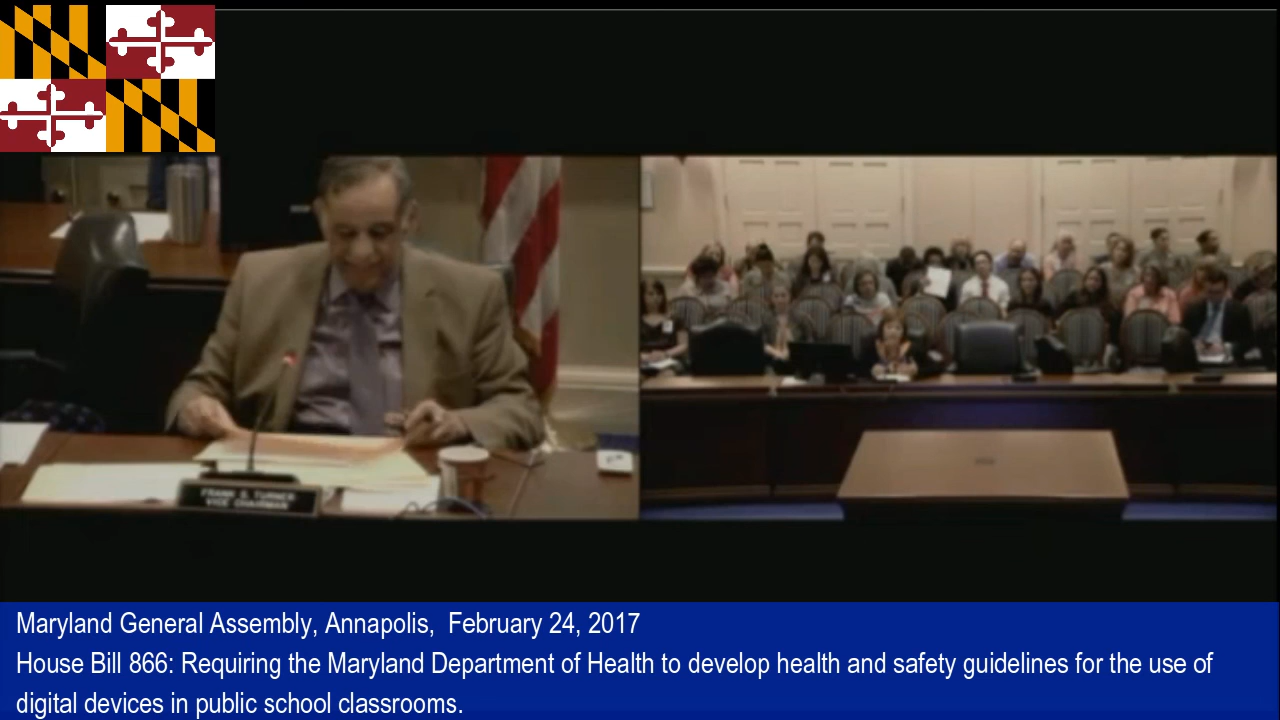 FRANK S. TURNER
VICE CHAIRMAN
Maryland General Assembly, Annapolis,  February 24, 2017
House Bill 866: Requiring the Maryland Department of Health to develop health and safety guidelines for the use of
digital devices in public school classrooms.